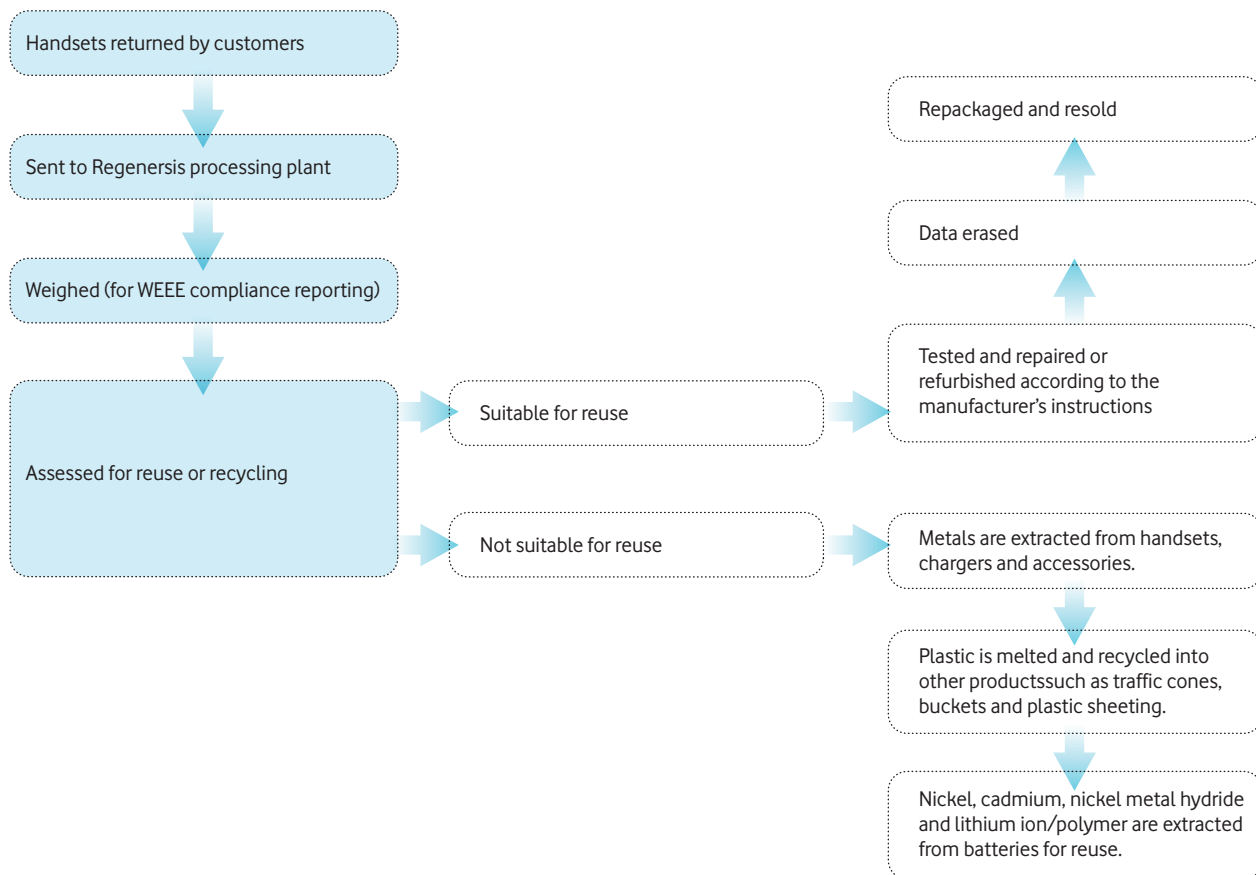 Handsets returned by customers
Sent to Regenersis processing plant
Weighed (for WEEE compliance reporting)
Assessed for reuse or recycling
Suitable for reuse
Not suitable for reuse
Repackaged and resold
Data erased
Tested and repaired or
refurbished according to the
manufacturer’s instructions
Metals are extracted from handsets,
chargers and accessories.
Plastic is melted and recycled into
other productssuch as traffic cones,
buckets and plastic sheeting.
Nickel, cadmium, nickel metal hydride
and lithium ion/polymer are extracted
from batteries for reuse.